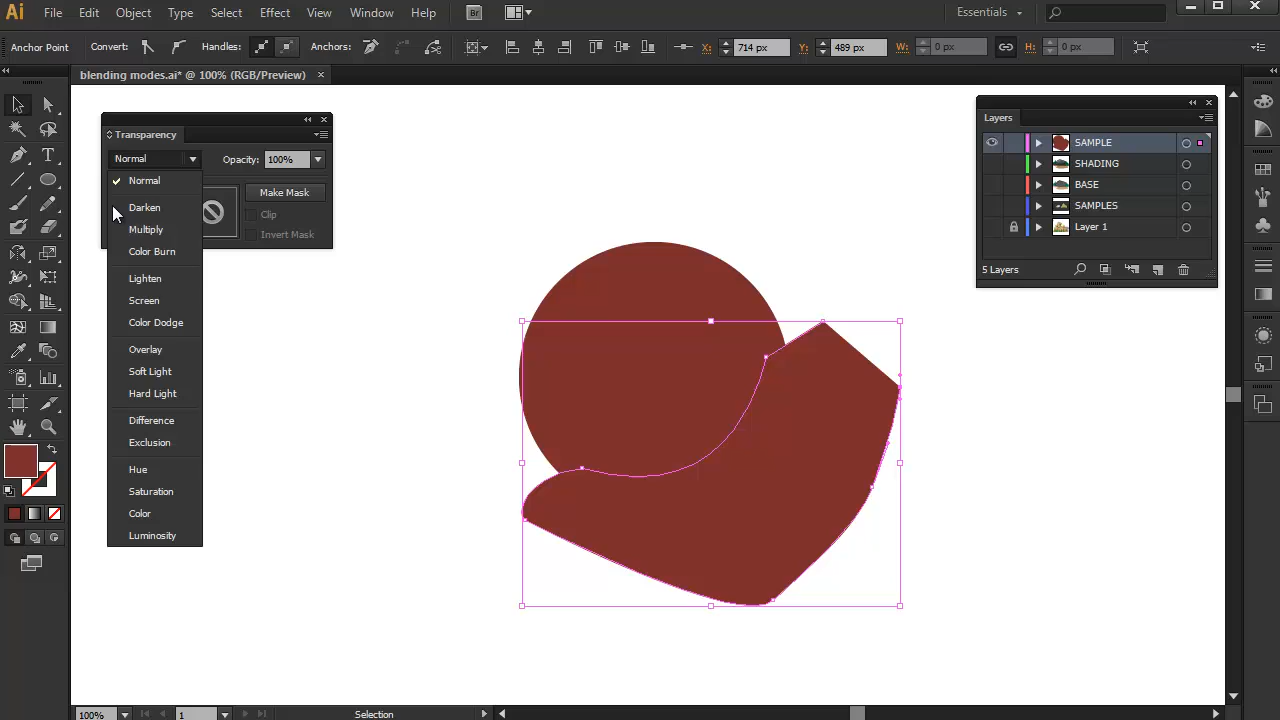 Ai File Edit Object Type Select Effect View Window Help Br Essentials
Anchor Point Convert: Handles: Anchors: X: 714 px Y: 489 px W: 0 px H: 0 px
blending modes.ai* @ 100% (RGB/Preview) ×
Transparency
Normal Opacity: 100%
Normal
Make Mask
Darken
Clip
Multiply
Invert Mask
Color Burn
Lighten
Screen
Color Dodge
Overlay
Soft Light
Hard Light
Difference
Exclusion
Hue
Saturation
Color
Luminosity
Layers
SAMPLE
SHADING
BASE
SAMPLES
Layer 1
5 Layers
100% 1 Selection